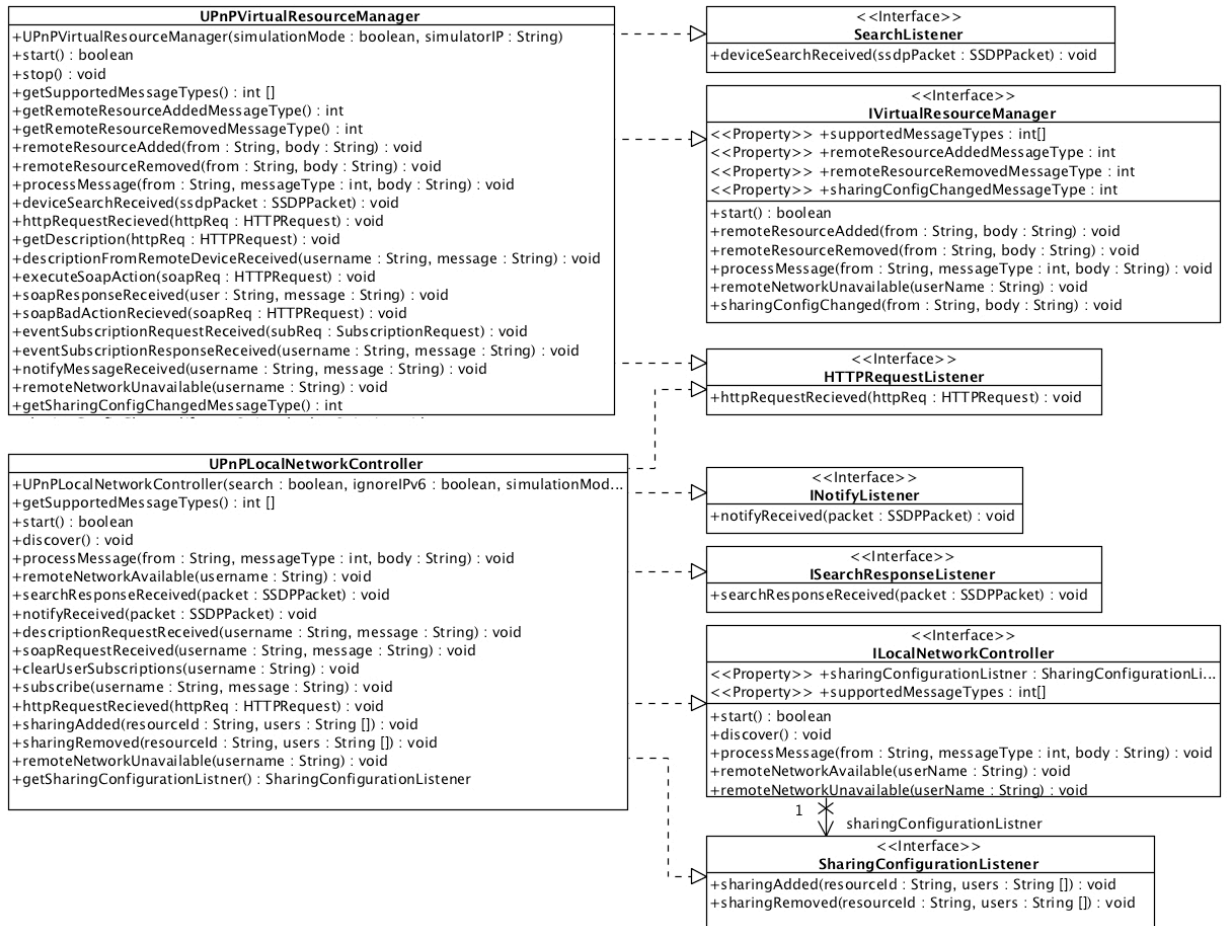 UPnPVirtualResourceManager
+UPnPVirtualResourceManager(simulationMode : boolean, simulatorIP : String)
+start() : boolean
+stop() : void
+getSupportedMessageTypes() : int []
+getRemoteResourceAddedMessageType() : int
+getRemoteResourceRemovedMessageType() : int
+remoteResourceAdded(from : String, body : String) : void
+remoteResourceRemoved(from : String, body : String) : void
+processMessage(from : String, messageType : int, body : String) : void
+deviceSearchReceived(ssdpPacket : SSDPPacket) : void
+httpRequestRecieved(httpReq : HTTPRequest) : void
+getDescription(httpReq : HTTPRequest) : void
+descriptionFromRemoteDeviceReceived(username : String, message : String) : void
+executeSoapAction(soapReq : HTTPRequest) : void
+soapResponseReceived(user : String, message : String) : void
+soapBadActionRecieved(soapReq : HTTPRequest) : void
+eventSubscriptionRequestReceived(subReq : SubscriptionRequest) : void
+eventSubscriptionResponseReceived(username : String, message : String) : void
+notifyMessageReceived(username : String, message : String) : void
+remoteNetworkUnavailable(username : String) : void
+getSharingConfigChangedMessageType() : int
UPnPLocalNetworkController
+UPnPLocalNetworkController(search : boolean, ignoreIPv6 : boolean, simulationMod...
+getSupportedMessageTypes() : int []
+start() : boolean
+discover() : void
+processMessage(from : String, messageType : int, body : String) : void
+remoteNetworkAvailable(username : String) : void
+searchResponseReceived(packet : SSDPPacket) : void
+notifyReceived(packet : SSDPPacket) : void
+descriptionRequestReceived(username : String, message : String) : void
+soapRequestReceived(username : String, message : String) : void
+clearUserSubscriptions(username : String) : void
+subscribe(username : String, message : String) : void
+httpRequestRecieved(httpReq : HTTPRequest) : void
+sharingAdded(resourceId : String, users : String []) : void
+sharingRemoved(resourceId : String, users : String []) : void
+remoteNetworkUnavailable(username : String) : void
+getSharingConfigurationListner() : SharingConfigurationListener
<<Interface>>
SearchListener
+deviceSearchReceived(ssdpPacket : SSDPPacket) : void
<<Interface>>
IVirtualResourceManager
<<Property>> +supportedMessageTypes : int[]
<<Property>> +remoteResourceAddedMessageType : int
<<Property>> +remoteResourceRemovedMessageType : int
<<Property>> +sharingConfigChangedMessageType : int
+start() : boolean
+remoteResourceAdded(from : String, body : String) : void
+remoteResourceRemoved(from : String, body : String) : void
+processMessage(from : String, messageType : int, body : String) : void
+remoteNetworkUnavailable(userName : String) : void
+sharingConfigChanged(from : String, body : String) : void
<<Interface>>
HTTPRequestListener
+httpRequestRecieved(httpReq : HTTPRequest) : void
<<Interface>>
INotifyListener
+notifyReceived(packet : SSDPPacket) : void
<<Interface>>
ISearchResponseListener
+searchResponseReceived(packet : SSDPPacket) : void
<<Interface>>
ILocalNetworkController
<<Property>> +sharingConfigurationListner : SharingConfigurationLi...
<<Property>> +supportedMessageTypes : int[]
+start() : boolean
+discover() : void
+processMessage(from : String, messageType : int, body : String) : void
+remoteNetworkAvailable(userName : String) : void
+remoteNetworkUnavailable(userName : String) : void
1
sharingConfigurationListner
<<Interface>>
SharingConfigurationListener
+sharingAdded(resourceId : String, users : String []) : void
+sharingRemoved(resourceId : String, users : String []) : void